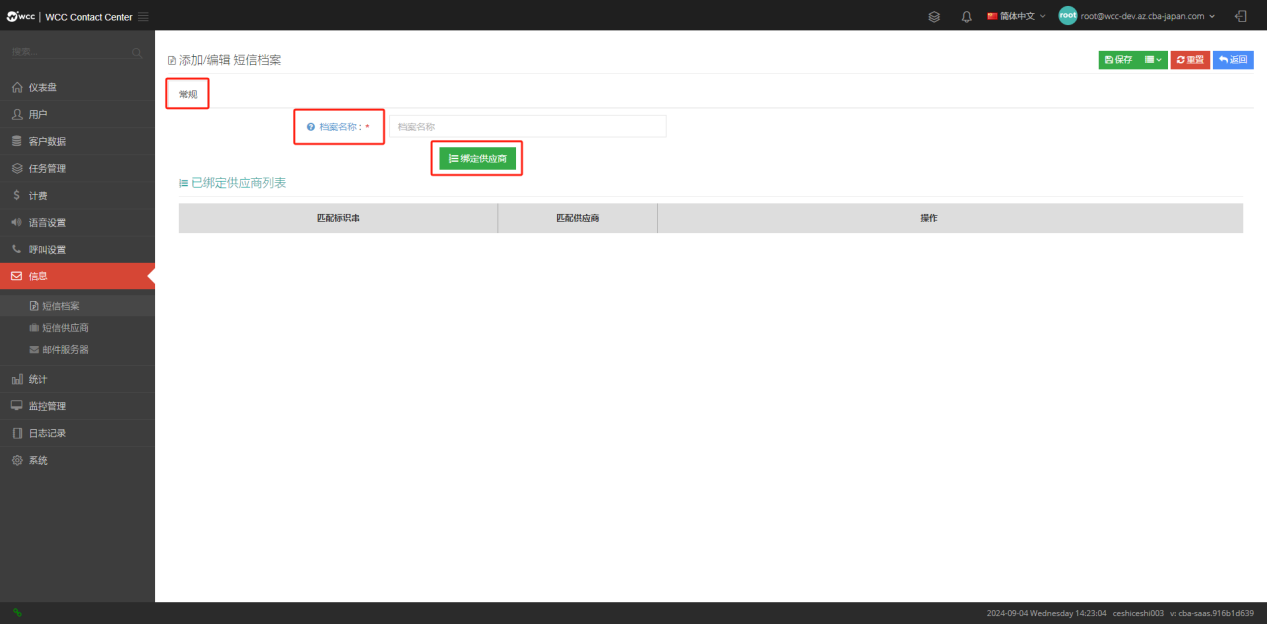 wcc | WCC Contact Center
简体中文
root
root@wcc-dev.az.cba-japan.com
搜索...
仪表盘
用户
客户数据
任务管理
计费
语音设置
呼叫设置
信息
短信档案
短信供应商
邮件服务器
统计
监控管理
日志记录
系统
添加/编辑 短信档案
保存
重置
返回
常规
档案名称 : *
档案名称
绑定供应商
已绑定供应商列表
匹配标识串 匹配供应商 操作
2024-09-04 Wednesday 14:23:04 ceshiceshi003 v: cba-saas.916b1d639